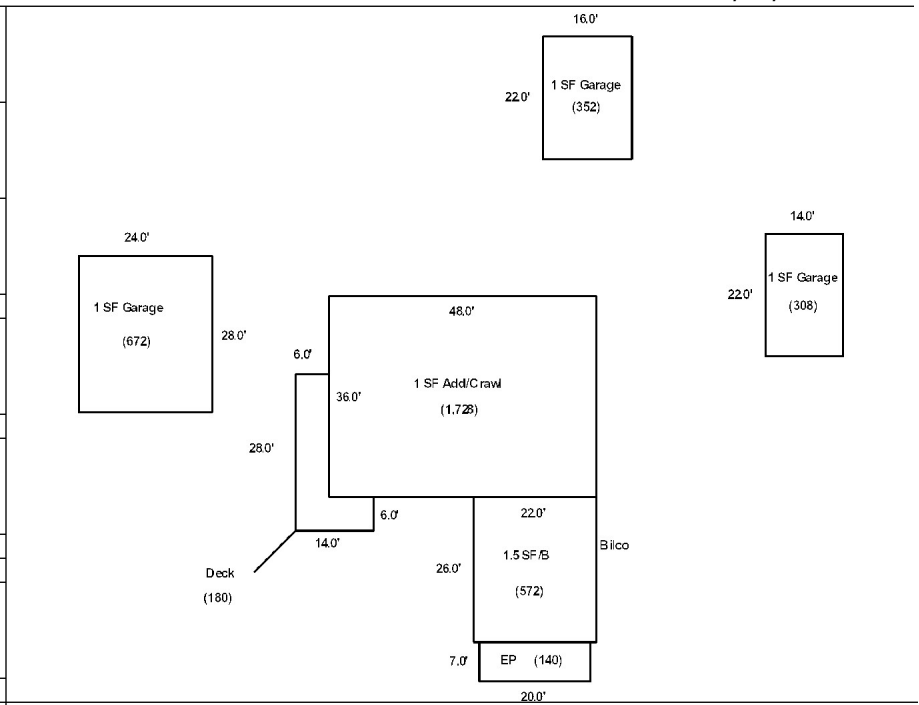 16.0'
1 SF Garage
22.0'
(352)
14.0'
24.0'
1 SF Garage
22.0'
(308)
1 SF Garage
28.0'
(672)
48.0'
6.0'
1 SF Add/Crawl
36.0'
(1,728)
28.0'
6.0'
22.0'
14.0'
Bilco
1.5 SF/B
26.0'
Deck
(572)
(180)
7.0'
EP (140)
20.0'